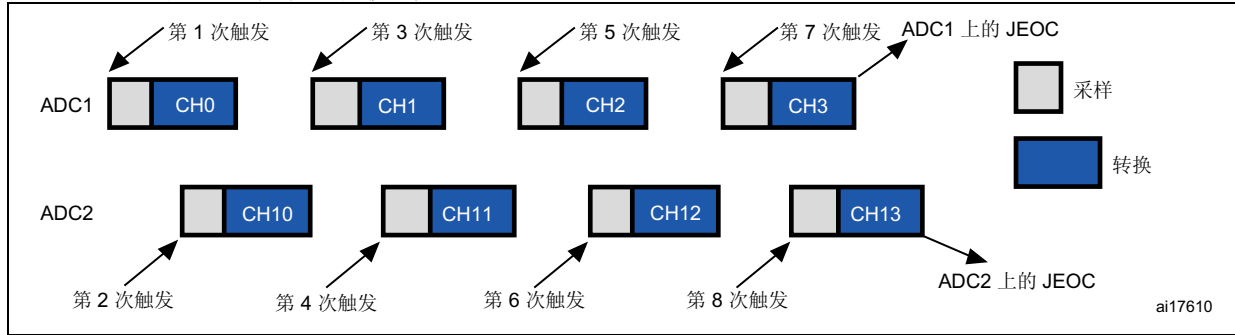 第 1 次触发
第 3 次触发
第 5 次触发
第 7 次触发
ADC1 上的 JEOC
ADC1
CH0
CH1
CH2
CH3
采样
转换
ADC2
CH10
CH11
CH12
CH13
第 2 次触发
第 4 次触发
第 6 次触发
第 8 次触发
ADC2 上的 JEOC
ai17610